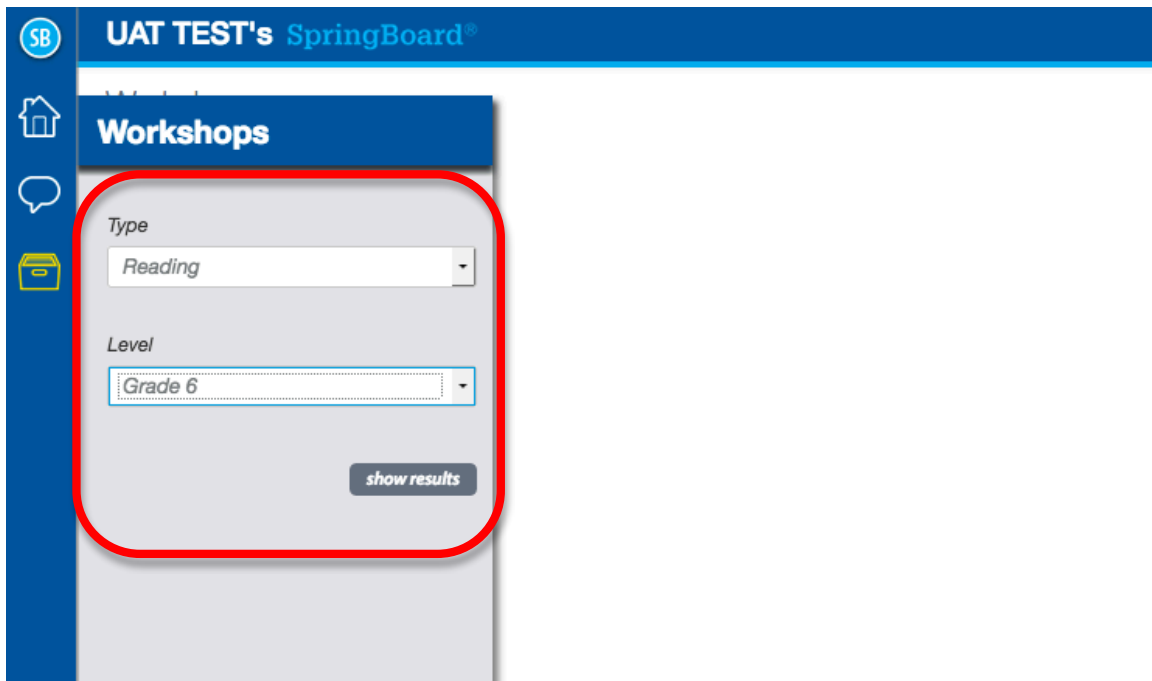 SB
UAT TEST's SpringBoard®
Workshops
Type
Reading
Level
Grade 6
show results